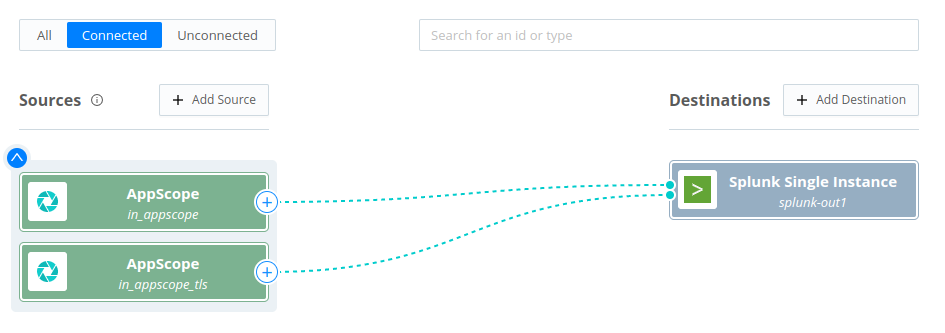 All Connected Unconnected
Search for an id or type
Sources
Add Source
Destinations
Add Destination
AppScope
in_appscope
Splunk Single Instance
splunk-out1
AppScope
in_appscope_tls